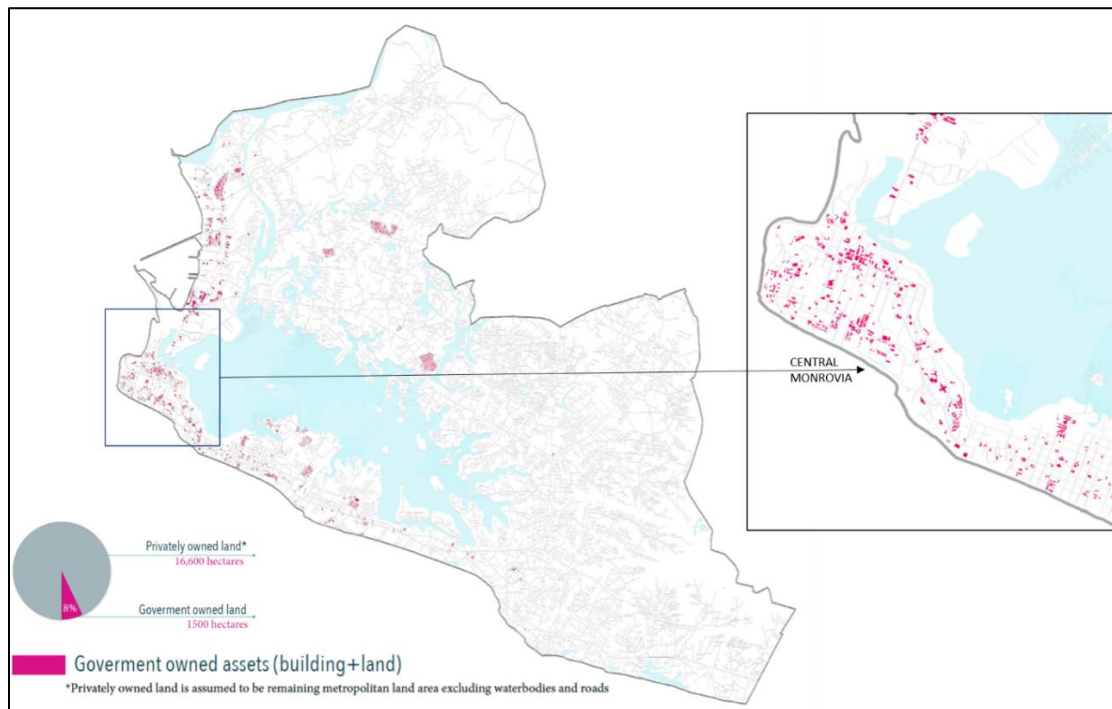 CENTRAL
MONROVIA
Privately owned land*
16,600 hectares
8%
Goverment owned land
1500 hectares
Goverment owned assets (building+land)
*Privately owned land is assumed to be remaining metropolitan land area excluding waterbodies and roads